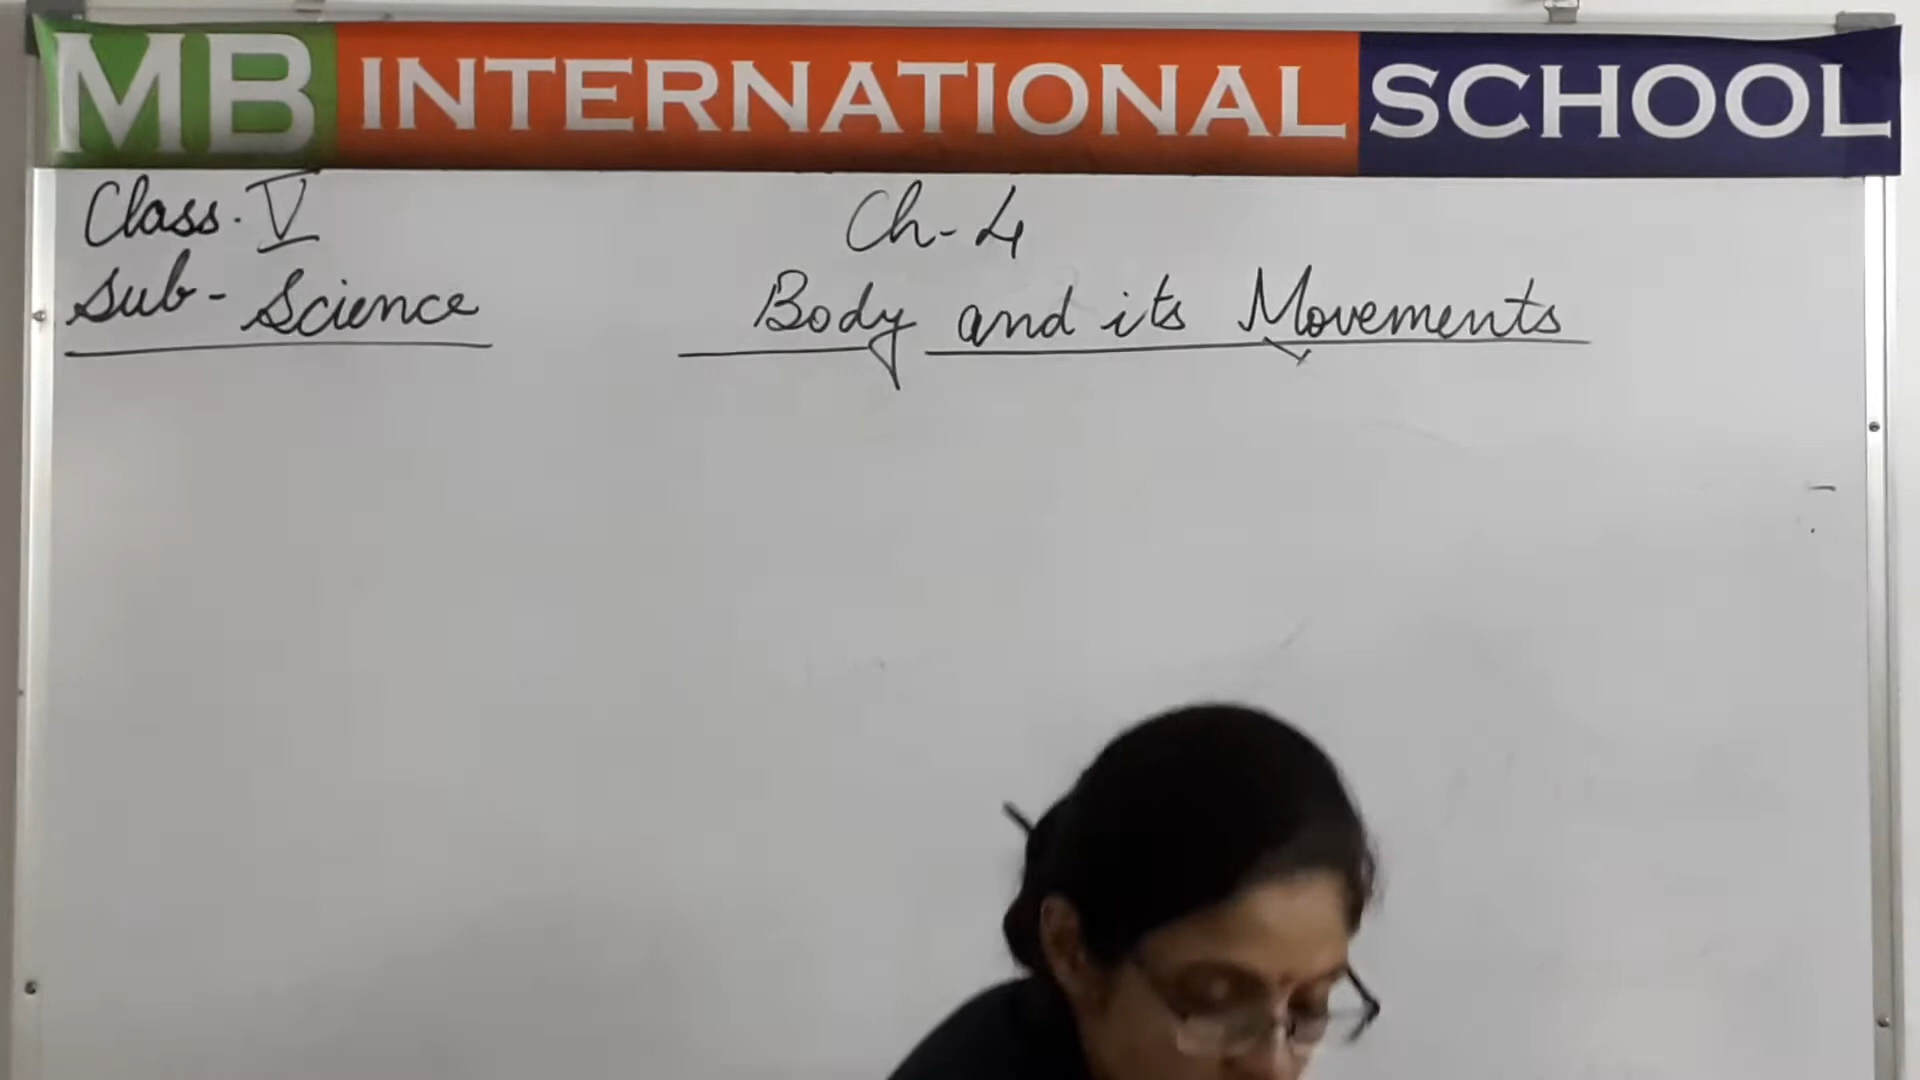 MB INTERNATIONAL SCHOOL
Class. V
Ch-4
Sub- Science
Body and its Movements